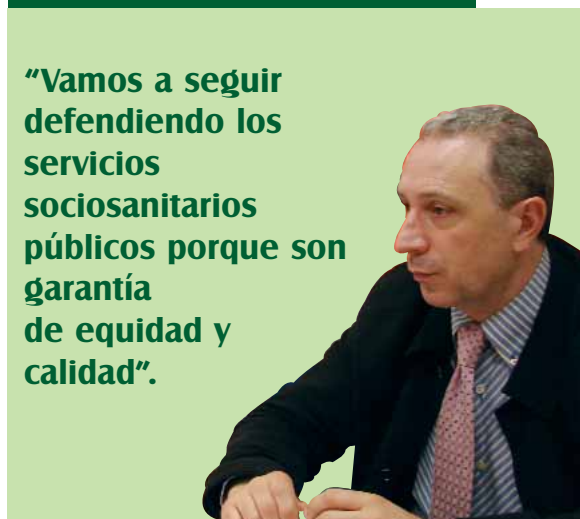 “Vamos a seguir
defendiendo los
servicios
sociosanitarios
públicos porque son
garantía
de equidad y
calidad”.